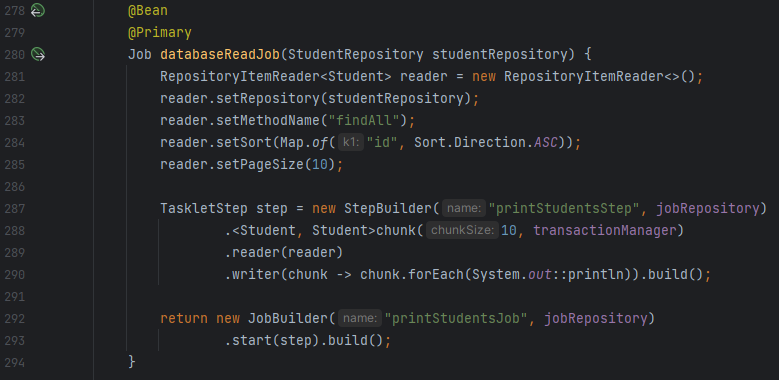 278 @Bean
279 @Primary
280 Job databaseReadJob(StudentRepository studentRepository) {
281 RepositoryItemReader<Student> reader = new RepositoryItemReader<>();
282 reader.setRepository(studentRepository);
283 reader.setMethodName("findAll");
284 reader.setSort(Map.of( k1: "id", Sort.Direction.ASC));
285 reader.setPageSize(10);
286
287 TaskletStep step = new StepBuilder( name: "printStudentsStep", jobRepository)
288 .<Student, Student>chunk( chunkSize: 10, transactionManager)
289 .reader(reader)
290 .writer(chunk -> chunk.forEach(System.out::println)).build();
291
292 return new JobBuilder( name: "printStudentsJob", jobRepository)
293 .start(step).build();
294 }